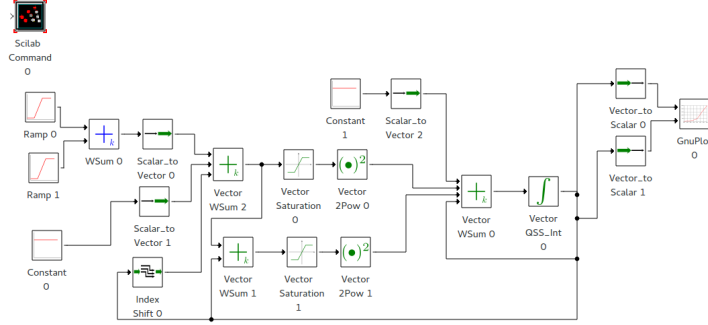 Scilab
Command
0
Ramp 0
Ramp 1
+k
WSum 0
Scalar_to
Vector 0
Scalar_to
Vector 1
Constant
0
Index
Shift 0
+k
Vector
WSum 2
+k
Vector
WSum 1
Vector
Saturation
0
Vector
Saturation
1
(•)2
Vector
2Pow 0
(•)2
Vector
2Pow 1
Constant
1
Scalar_to
Vector 2
+k
Vector
WSum 0
∫
Vector
QSS_Int
0
Vector_to
Scalar 0
Vector_to
Scalar 1
GnuPlo
0